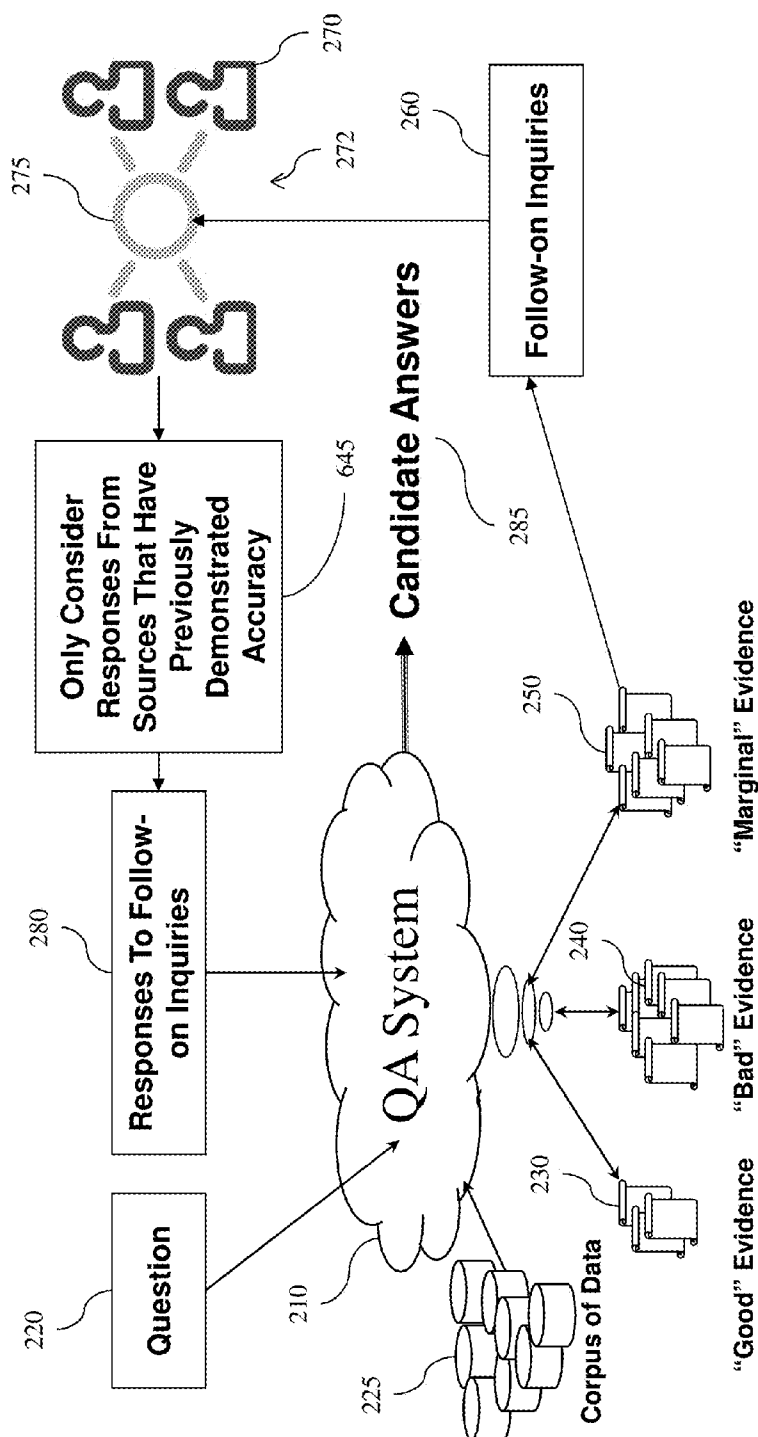 220
Question
280
Responses To Follow-
on Inquiries
Only Consider
Responses From
Sources That Have
Previously
Demonstrated
Accuracy
645
275
270
272
210
QA System
Candidate Answers
285
260
Follow-on Inquiries
225
Corpus of Data
230
"Good" Evidence
240
"Bad" Evidence
250
"Marginal" Evidence